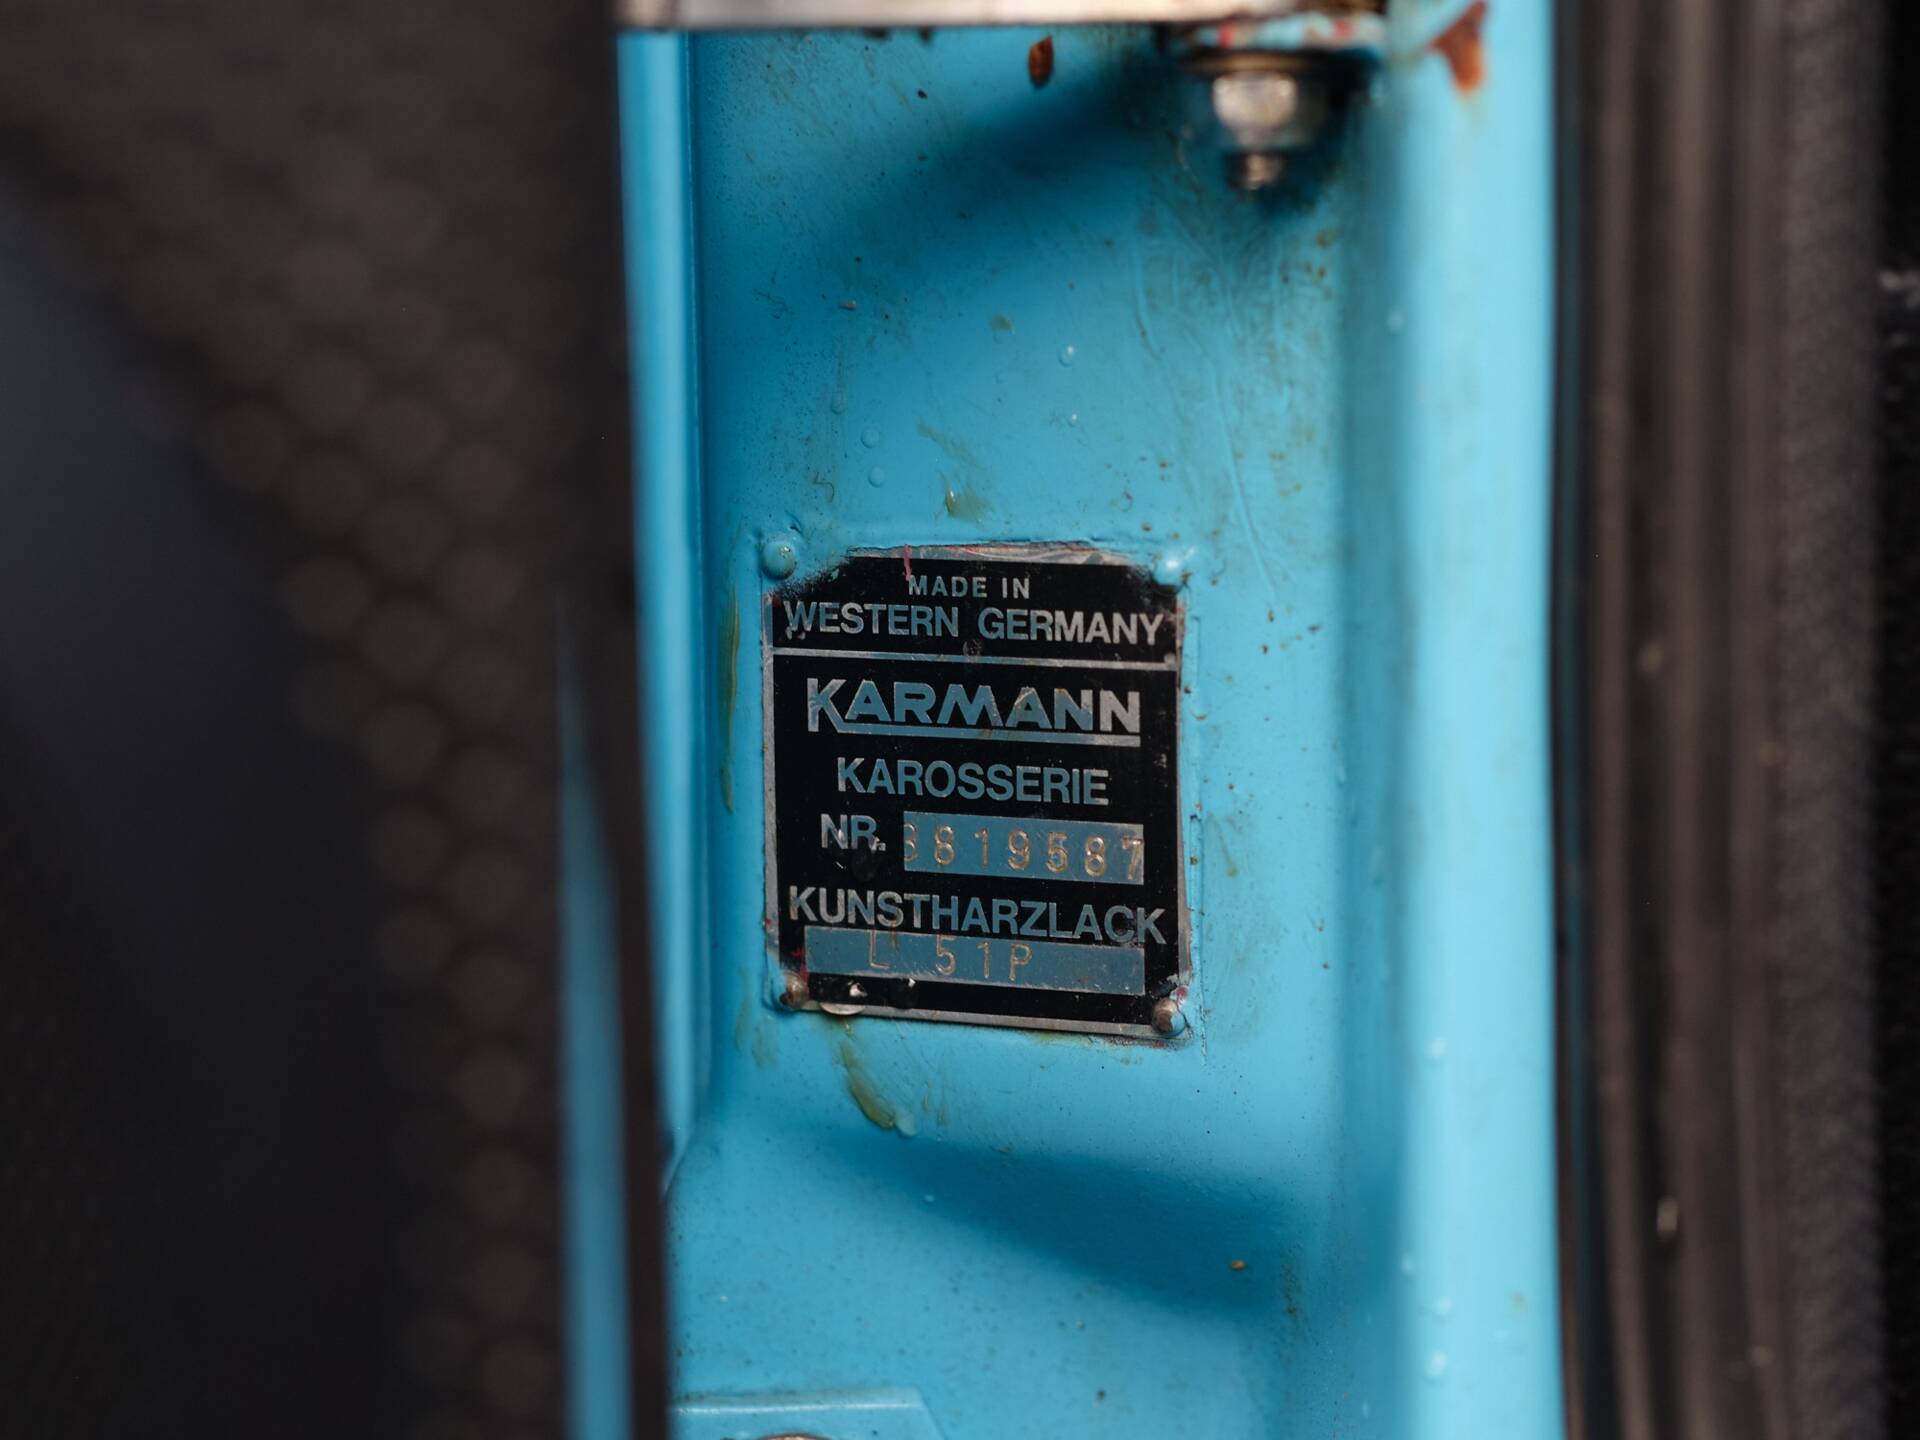 MADE IN
WESTERN GERMANY
KARMANN
KAROSSERIE
NR. 3819587
KUNSTHARZLACK
L 51P